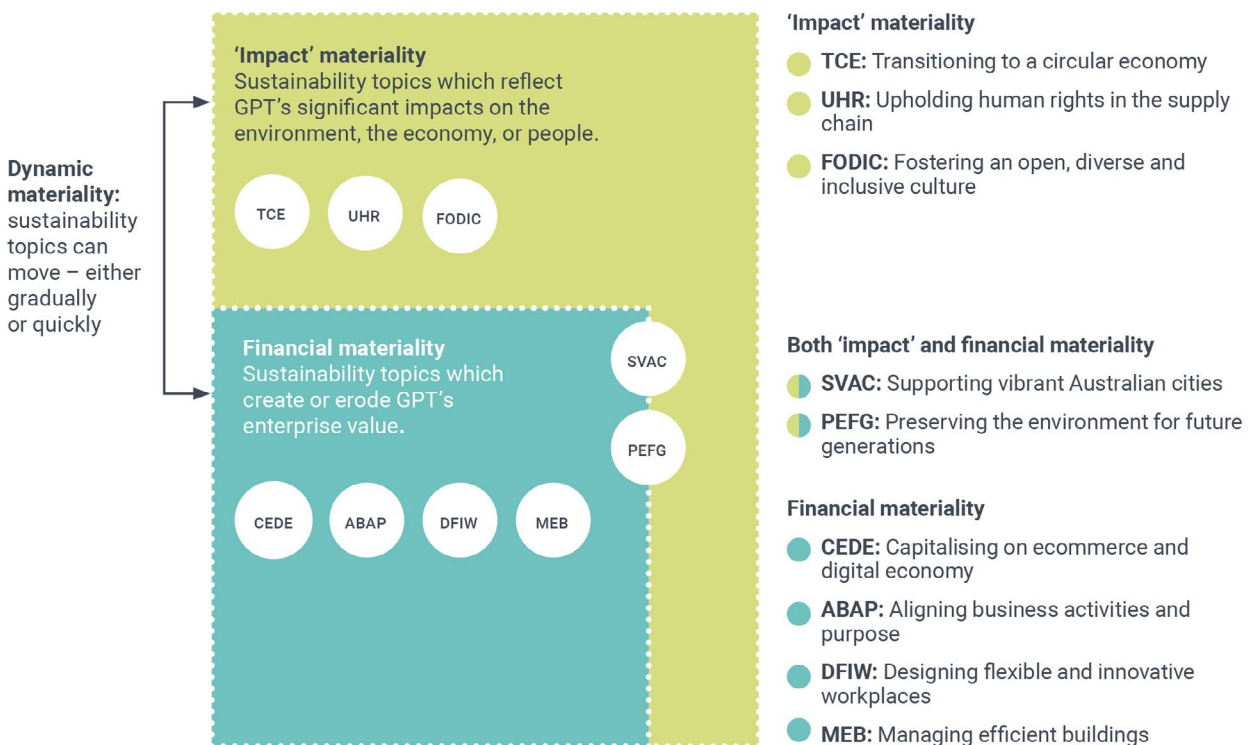 Dynamic
materiality:
sustainability
topics can
move – either
gradually
or quickly
‘Impact’ materiality
Sustainability topics which reflect
GPT’s significant impacts on the
environment, the economy, or people.
TCE
UHR
FODIC
Financial materiality
Sustainability topics which
create or erode GPT’s
enterprise value.
SVAC
PEFG
CEDE
ABAP
DFIW
MEB
‘Impact’ materiality
TCE: Transitioning to a circular economy
UHR: Upholding human rights in the supply
chain
FODIC: Fostering an open, diverse and
inclusive culture
Both ‘impact’ and financial materiality
SVAC: Supporting vibrant Australian cities
PEFG: Preserving the environment for future
generations
Financial materiality
CEDE: Capitalising on ecommerce and
digital economy
ABAP: Aligning business activities and
purpose
DFIW: Designing flexible and innovative
workplaces
MEB: Managing efficient buildings